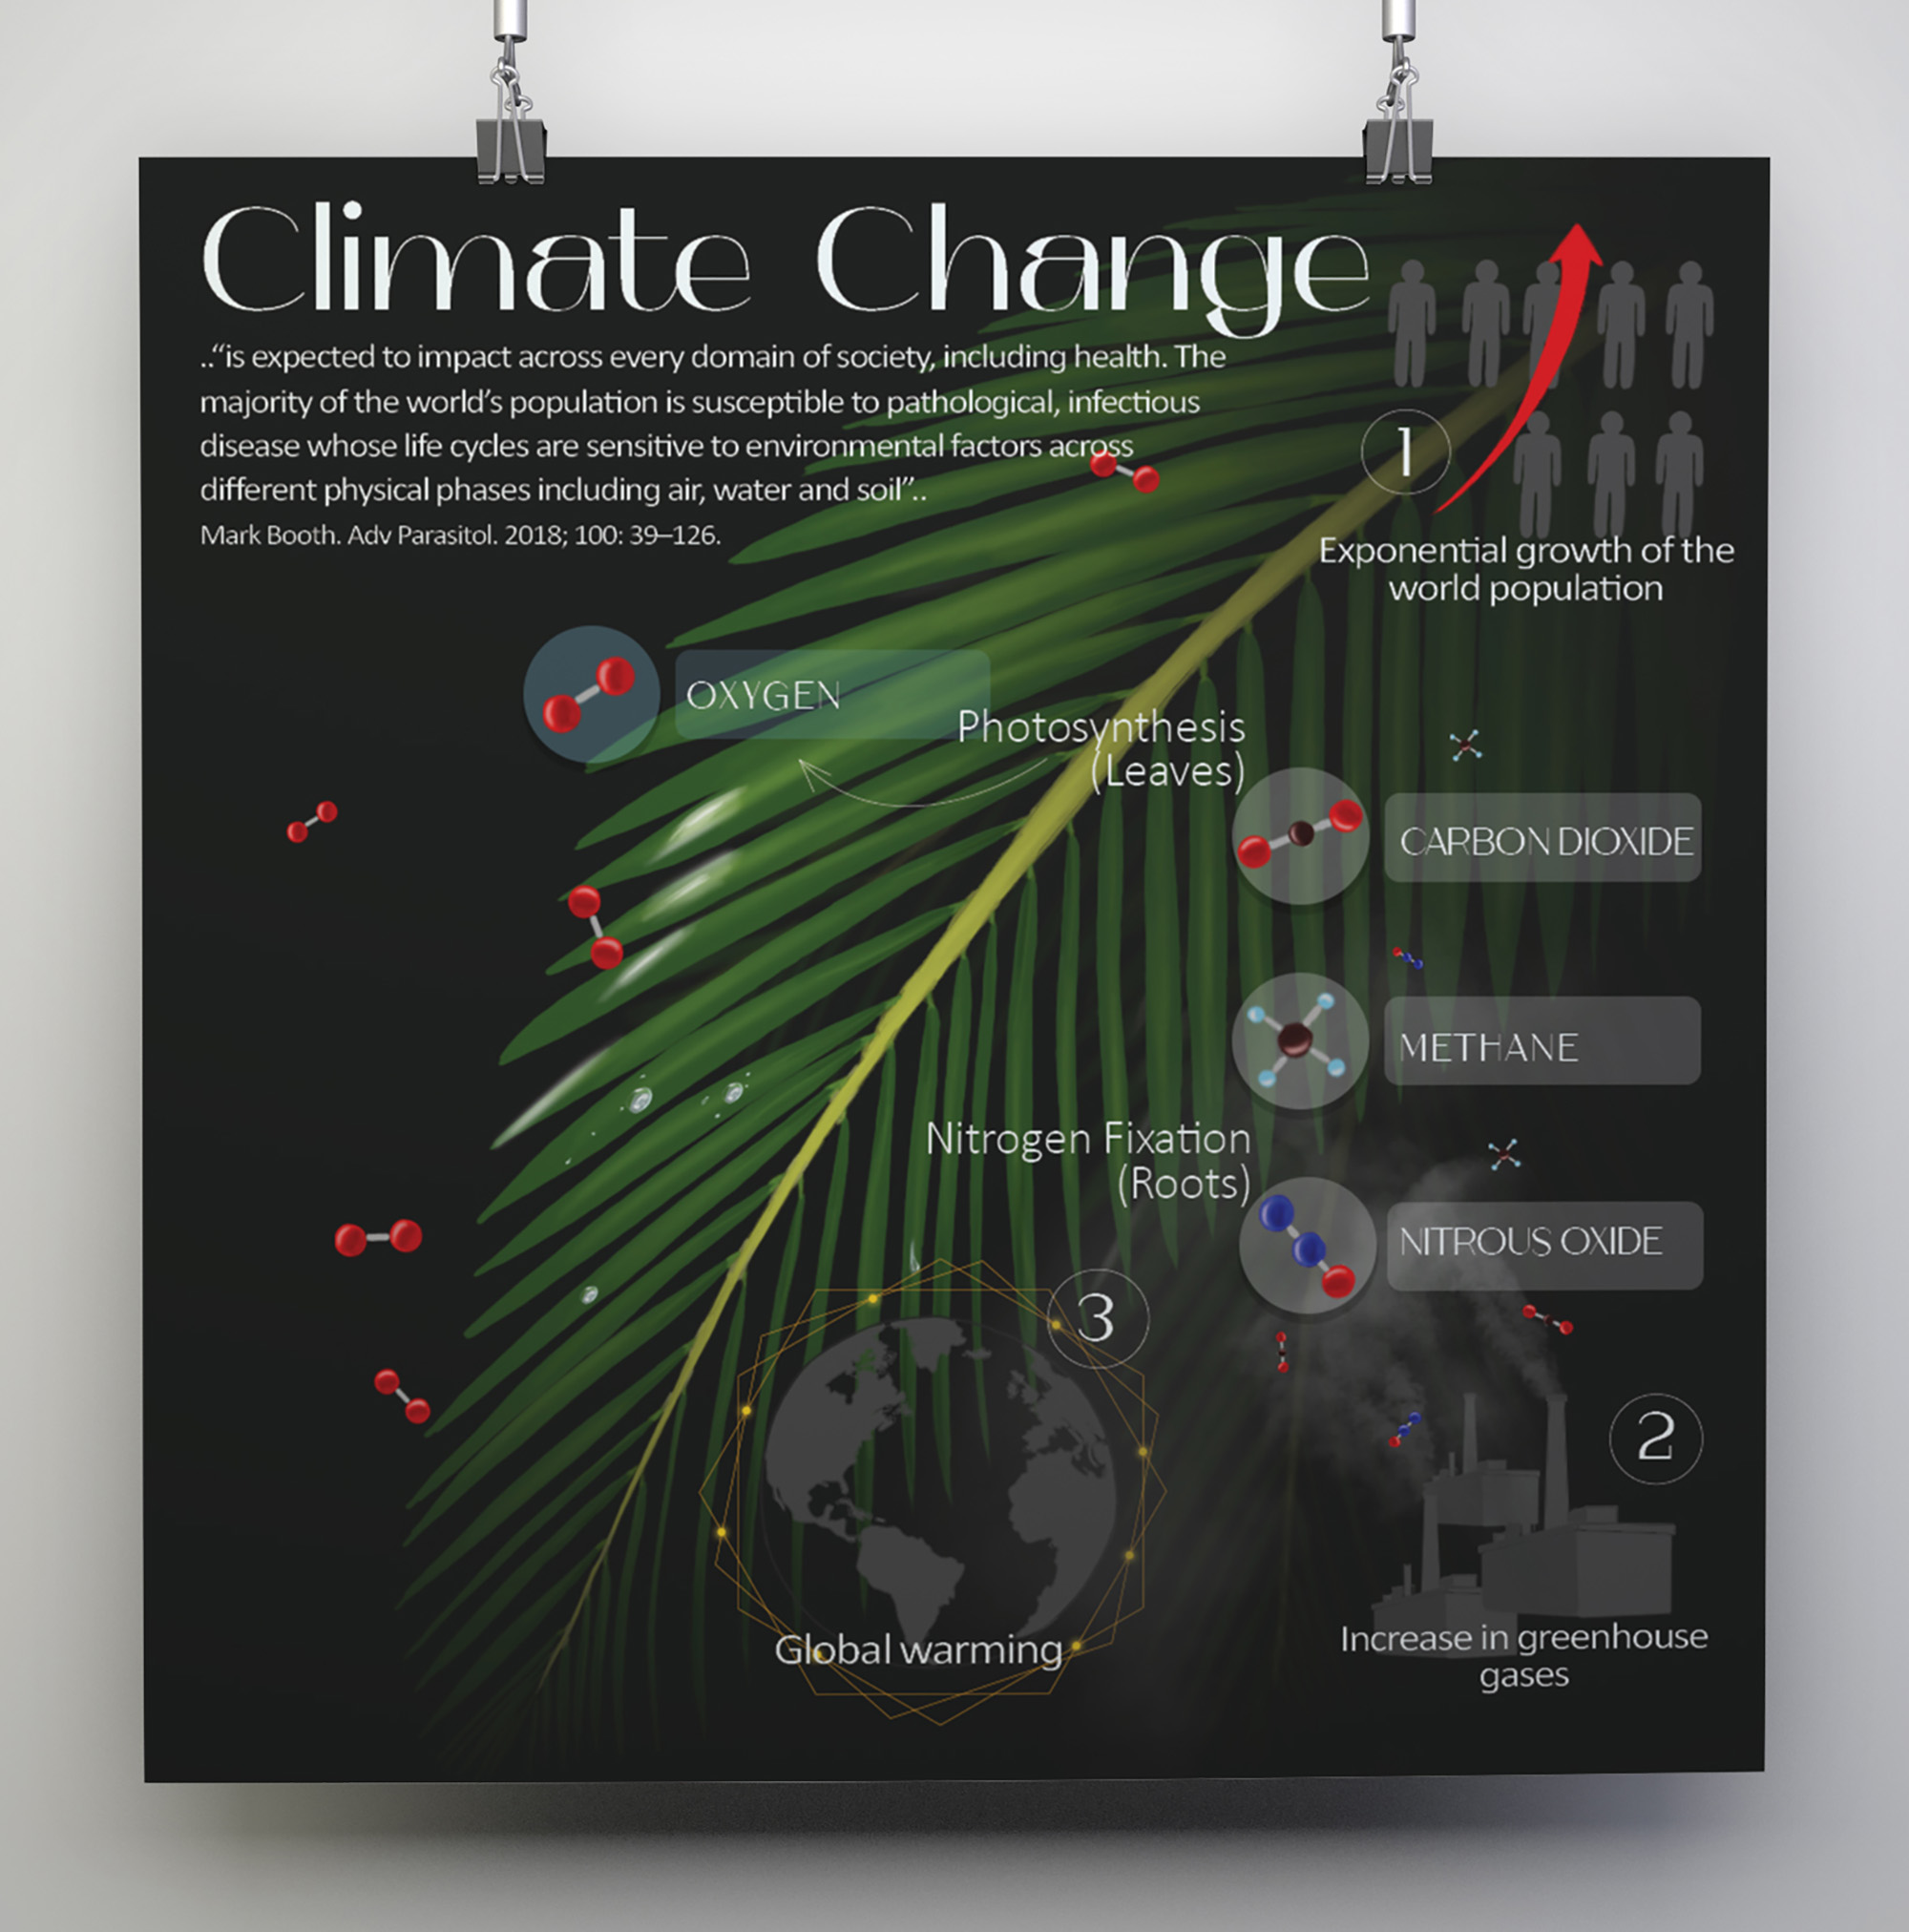 Climate Change
.."is expected to impact across every domain of society, including health. The
majority of the world's population is susceptible to pathological, infectious
disease whose life cycles are sensitive to environmental factors across
different physical phases including air, water and soil"..
Mark Booth. Adv Parasitol. 2018; 100: 39–126.
1
Exponential growth of the
world population
OXYGEN
Photosynthesis
(Leaves)
CARBON DIOXIDE
METHANE
Nitrogen Fixation
(Roots)
NITROUS OXIDE
3
Global warming
2
Increase in greenhouse
gases